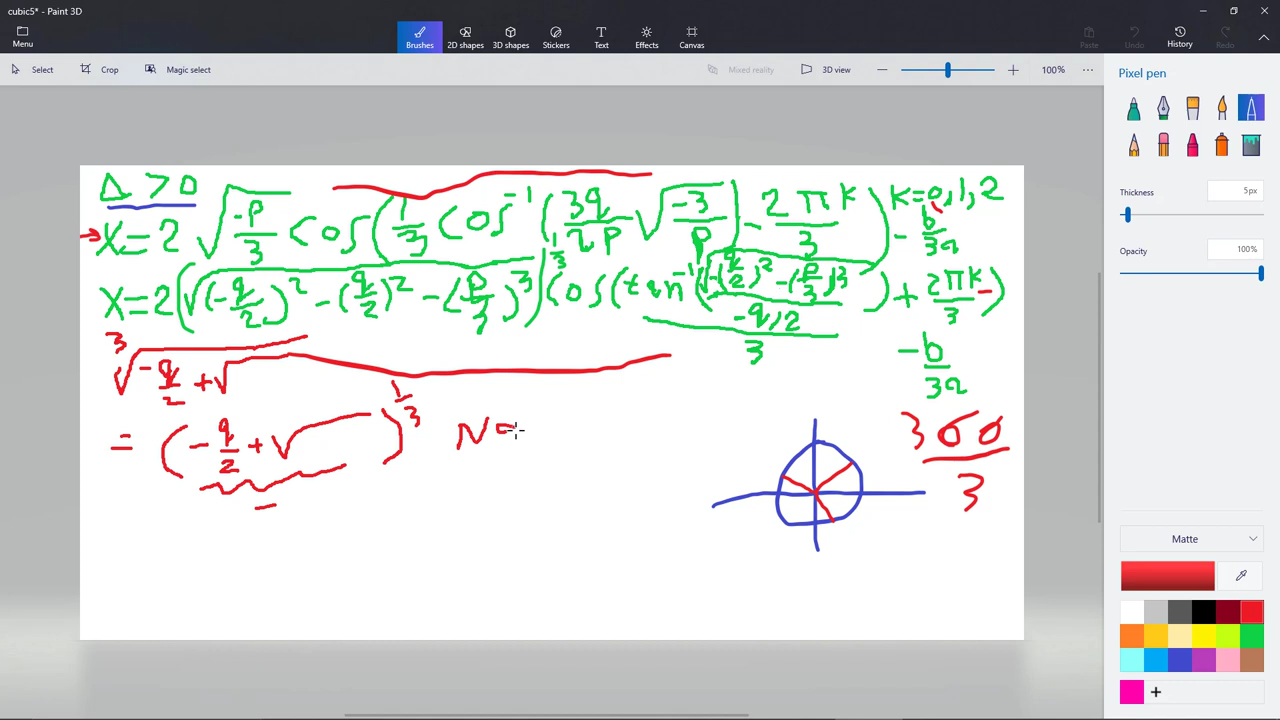 cubic5* - Paint 3D
Menu
Brushes 2D shapes 3D shapes Stickers Text Effects Canvas
Paste Undo History Redo
Select Crop Magic select Mixed reality 3D view 100%
Pixel pen
Thickness 5px
Opacity 100%
Matte
Δ > 0
x = 2 √(-p/3) cos(1/3 cos⁻¹(3q/2p √(-3/p)) - 2πk/3) k=0,1,2
- b/3a
x = 2(√((-q/2)² - (q/2)² - (p/3)³))^(1/3) cos(tan⁻¹(√(-(q/2)² - (p/3)³) / -q/2) / 3 + 2πk/3)
- b/3a
³√(-q/2 + √
= (-q/2 + √ )^(1/3) N=
360
3